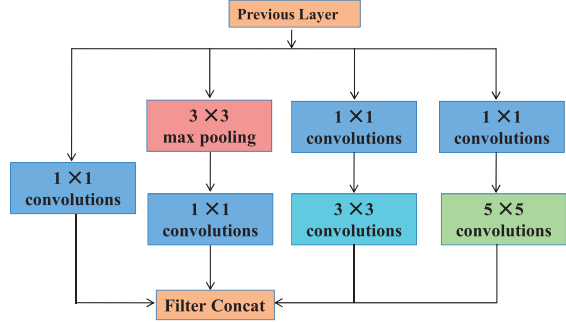 Previous Layer
3 ×3
max pooling
1 ×1
convolutions
1 ×1
convolutions
1 ×1
convolutions
1 ×1
convolutions
3 ×3
convolutions
5 ×5
convolutions
Filter Concat